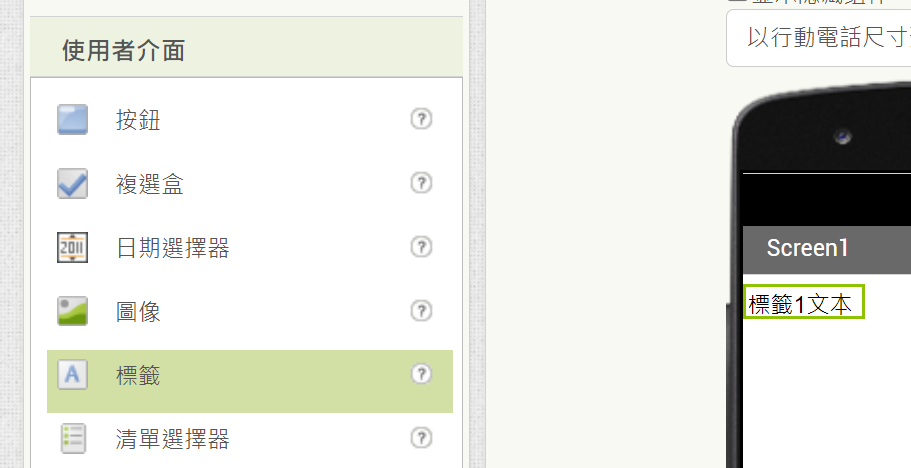 使用者介面
按鈕
複選盒
日期選擇器
2011
圖像
A
標籤
清單選擇器
以行動電話尺寸
Screen1
標籤1文本